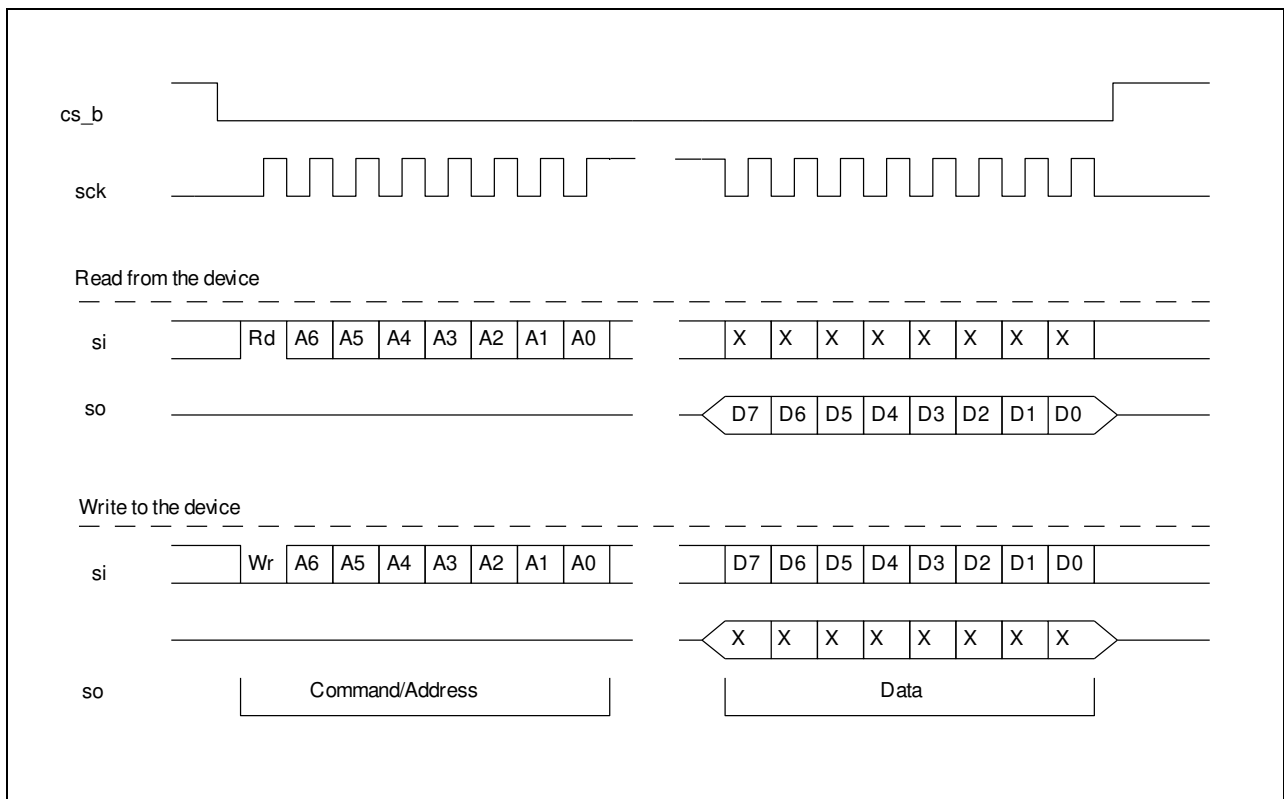 cs_b
sck
Read from the device
si Rd A6 A5 A4 A3 A2 A1 A0 X X X X X X X X
so D7 D6 D5 D4 D3 D2 D1 D0
Write to the device
si Wr A6 A5 A4 A3 A2 A1 A0 D7 D6 D5 D4 D3 D2 D1 D0
X X X X X X X X
so Command/Address Data